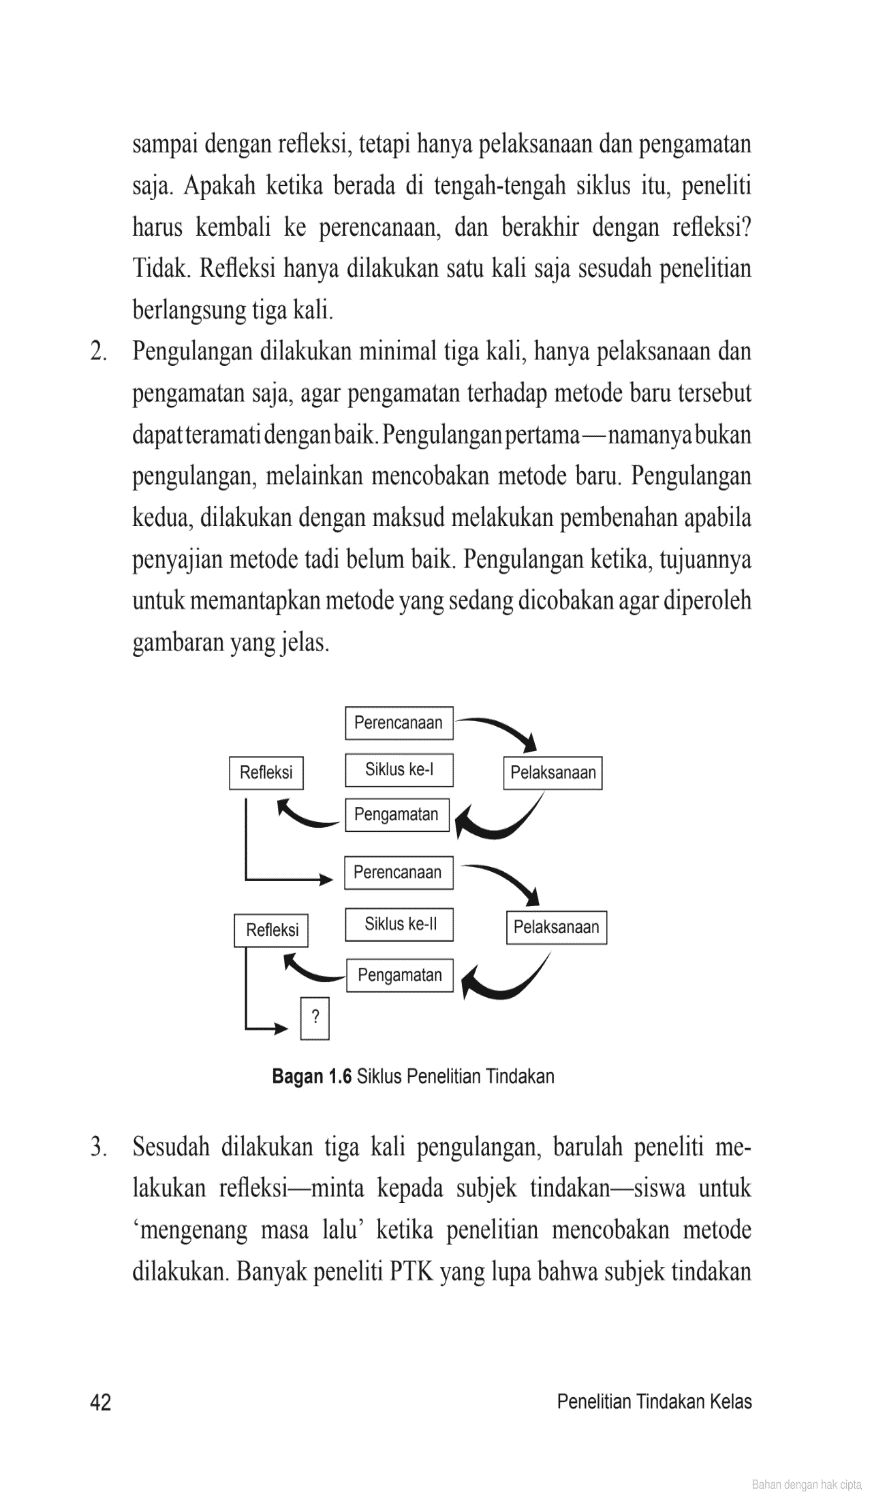 sampai dengan refleksi, tetapi hanya pelaksanaan dan pengamatan
saja. Apakah ketika berada di tengah-tengah siklus itu, peneliti
harus kembali ke perencanaan, dan berakhir dengan refleksi?
Tidak. Refleksi hanya dilakukan satu kali saja sesudah penelitian
berlangsung tiga kali.
2. Pengulangan dilakukan minimal tiga kali, hanya pelaksanaan dan
pengamatan saja, agar pengamatan terhadap metode baru tersebut
dapat teramati dengan baik. Pengulangan pertama—namanya bukan
pengulangan, melainkan mencobakan metode baru. Pengulangan
kedua, dilakukan dengan maksud melakukan pembenahan apabila
penyajian metode tadi belum baik. Pengulangan ketika, tujuannya
untuk memantapkan metode yang sedang dicobakan agar diperoleh
gambaran yang jelas.
Perencanaan
Refleksi
Siklus ke-I
Pelaksanaan
Pengamatan
Perencanaan
Refleksi
Siklus ke-II
Pelaksanaan
Pengamatan
?
Bagan 1.6 Siklus Penelitian Tindakan
3. Sesudah dilakukan tiga kali pengulangan, barulah peneliti me-
lakukan refleksi—minta kepada subjek tindakan—siswa untuk
‘mengenang masa lalu’ ketika penelitian mencobakan metode
dilakukan. Banyak peneliti PTK yang lupa bahwa subjek tindakan
42
Penelitian Tindakan Kelas
Bahan dengan hak cipta